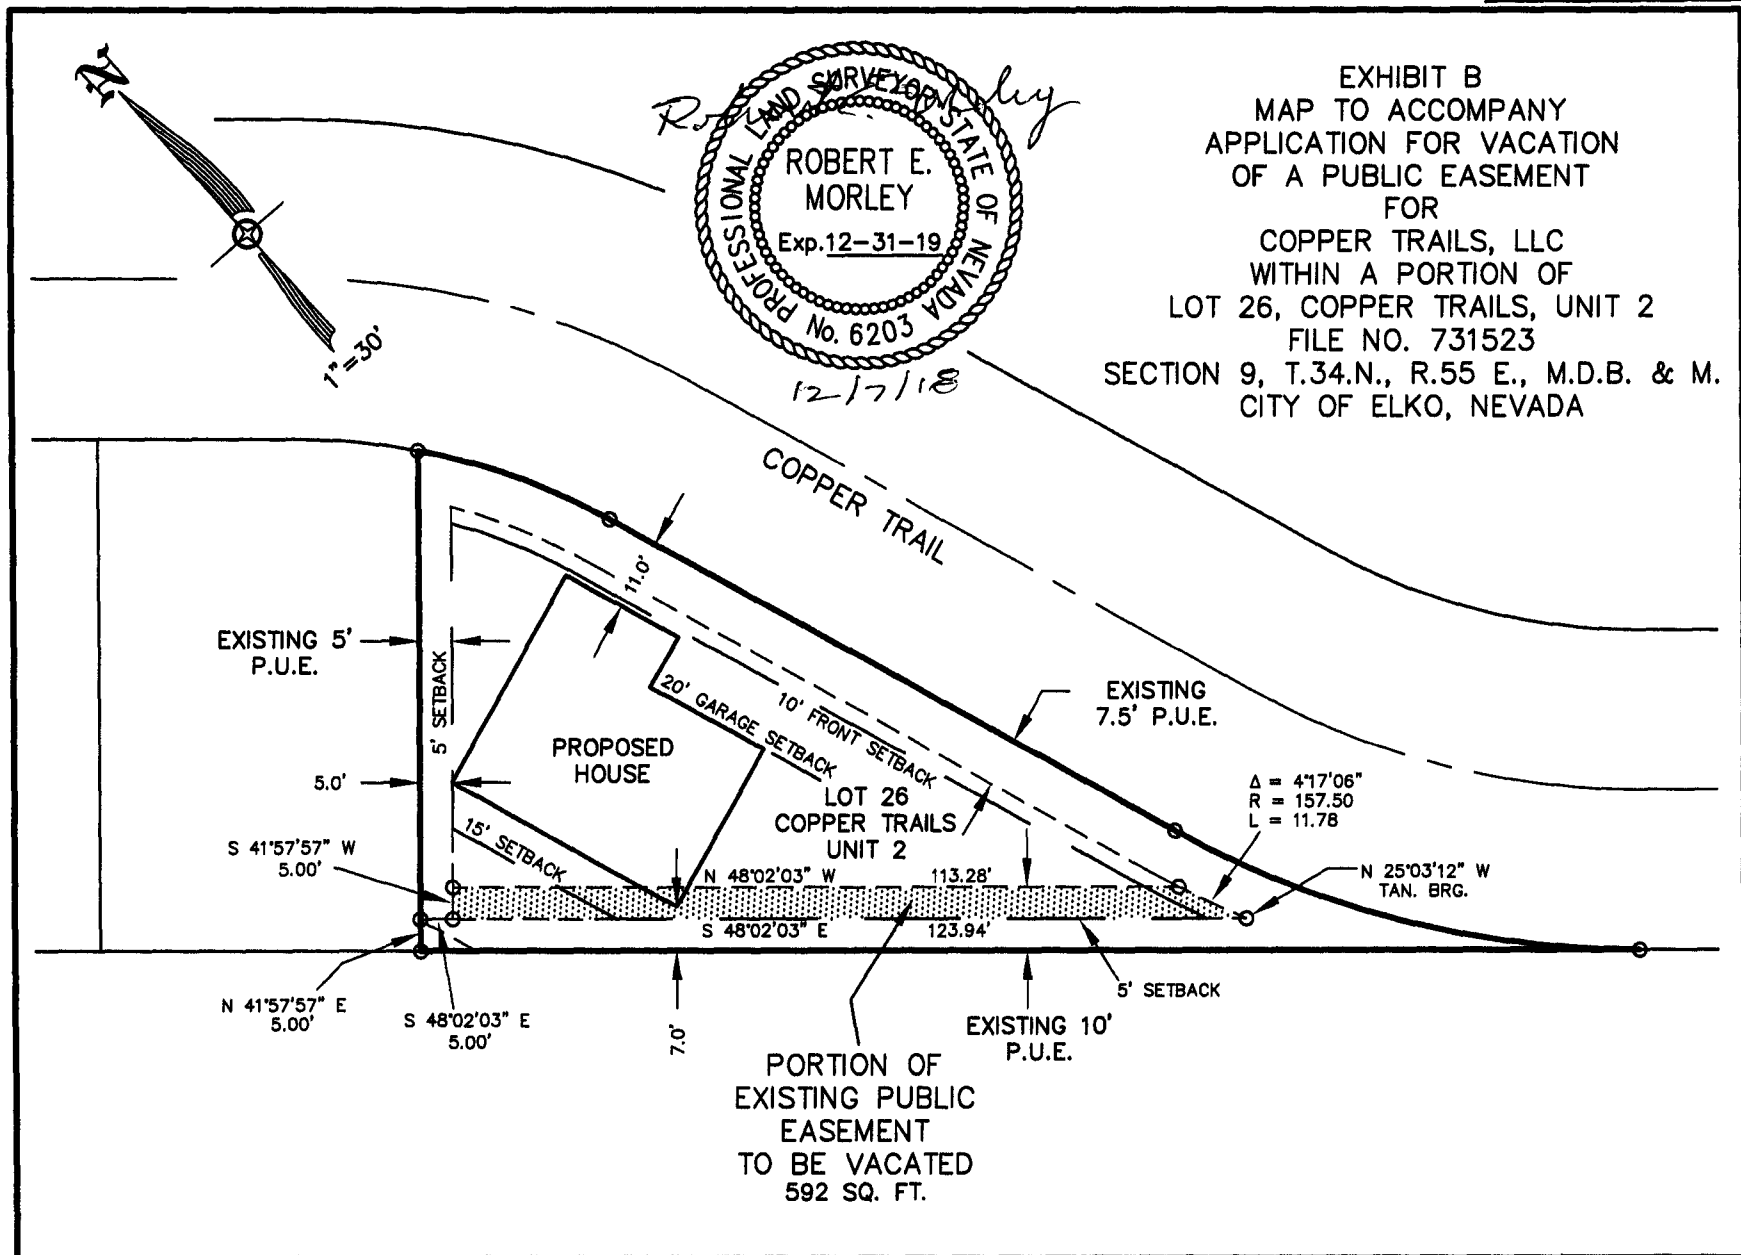 N
1"=30'
Robert E. Morley
PROFESSIONAL LAND SURVEYOR STATE OF NEVADA
ROBERT E.
MORLEY
Exp. 12-31-19
No. 6203
12/7/18
EXHIBIT B
MAP TO ACCOMPANY
APPLICATION FOR VACATION
OF A PUBLIC EASEMENT
FOR
COPPER TRAILS, LLC
WITHIN A PORTION OF
LOT 26, COPPER TRAILS, UNIT 2
FILE NO. 731523
SECTION 9, T.34.N., R.55 E., M.D.B. & M.
CITY OF ELKO, NEVADA
COPPER TRAIL
11.0'
EXISTING 5'
P.U.E.
5' SETBACK
20' GARAGE SETBACK
10' FRONT SETBACK
EXISTING
7.5' P.U.E.
PROPOSED
HOUSE
5.0'
LOT 26
COPPER TRAILS
UNIT 2
Δ = 4°17'06"
R = 157.50
L = 11.78
15' SETBACK
S 41°57'57" W
5.00'
N 48°02'03" W 113.28'
N 25°03'12" W
TAN. BRG.
S 48°02'03" E 123.94'
N 41°57'57" E
5.00'
S 48°02'03" E
5.00'
7.0'
5' SETBACK
EXISTING 10'
P.U.E.
PORTION OF
EXISTING PUBLIC
EASEMENT
TO BE VACATED
592 SQ. FT.